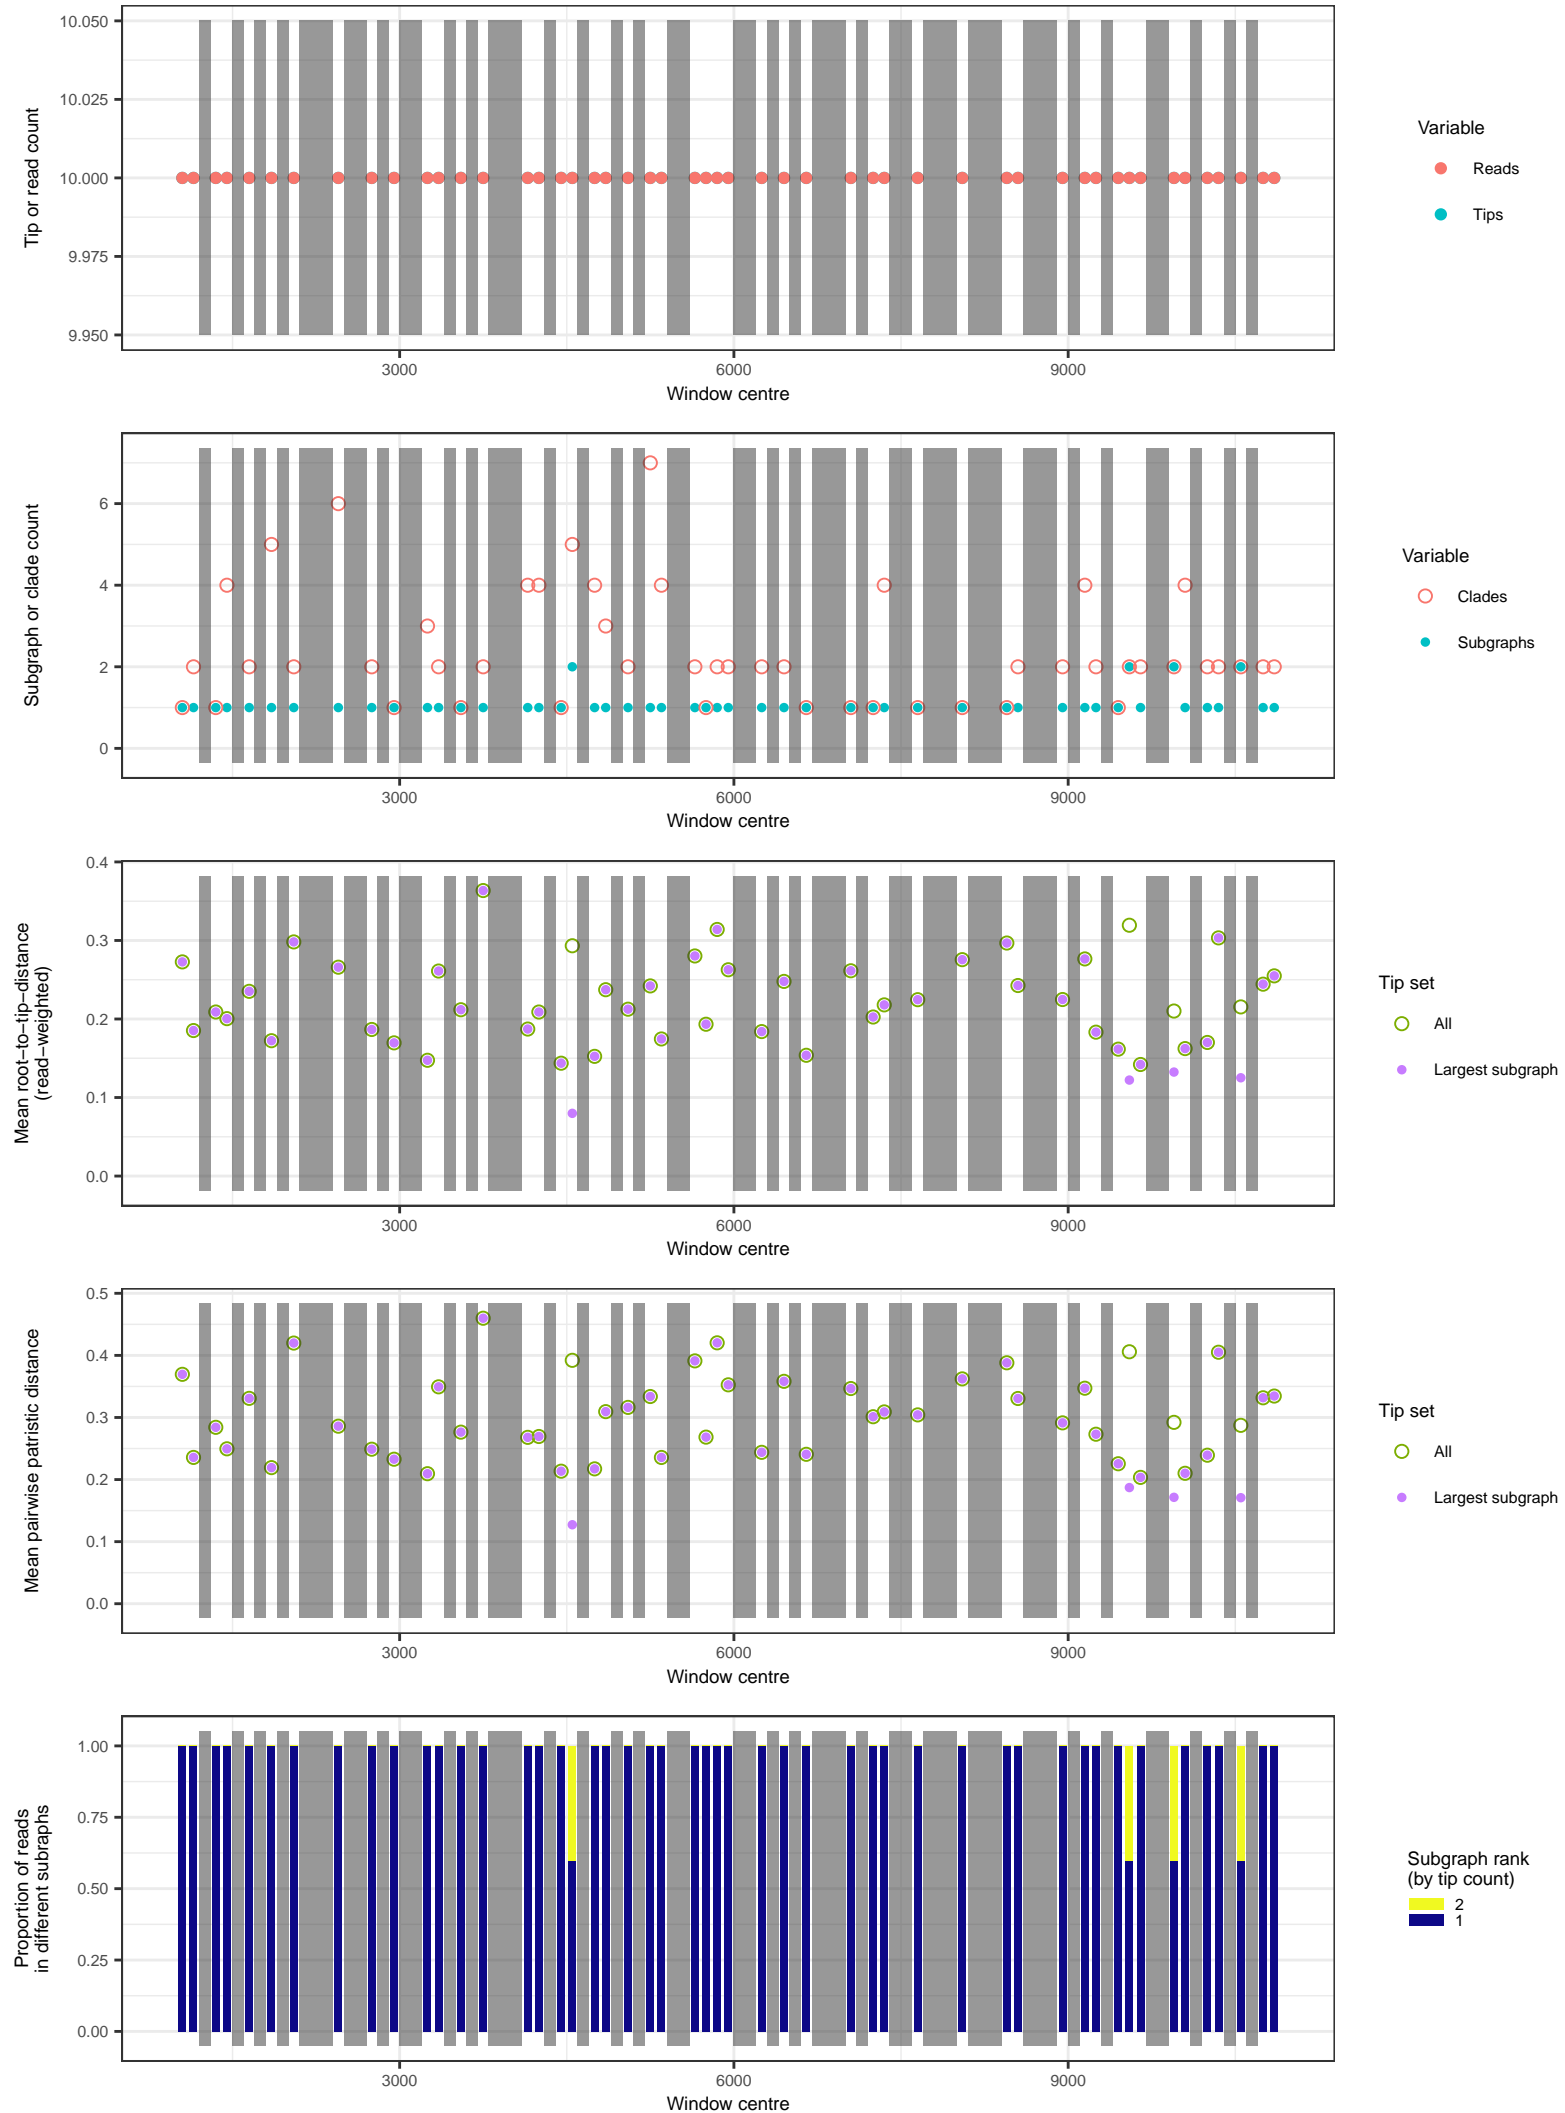 10.050
10.025
10.000
9.975
9.950
Tip or read count
3000
6000
9000
Window centre
Variable
Reads
Tips
6
4
2
0
Subgraph or clade count
3000
6000
9000
Window centre
Variable
Clades
Subgraphs
0.4
0.3
0.2
0.1
0.0
Mean root−to−tip−distance
(read−weighted)
3000
6000
9000
Window centre
Tip set
All
Largest subgraph
0.5
0.4
0.3
0.2
0.1
0.0
Mean pairwise patristic distance
3000
6000
9000
Window centre
Tip set
All
Largest subgraph
1.00
0.75
0.50
0.25
0.00
Proportion of reads
in different subraphs
3000
6000
9000
Window centre
Subgraph rank
(by tip count)
2
1